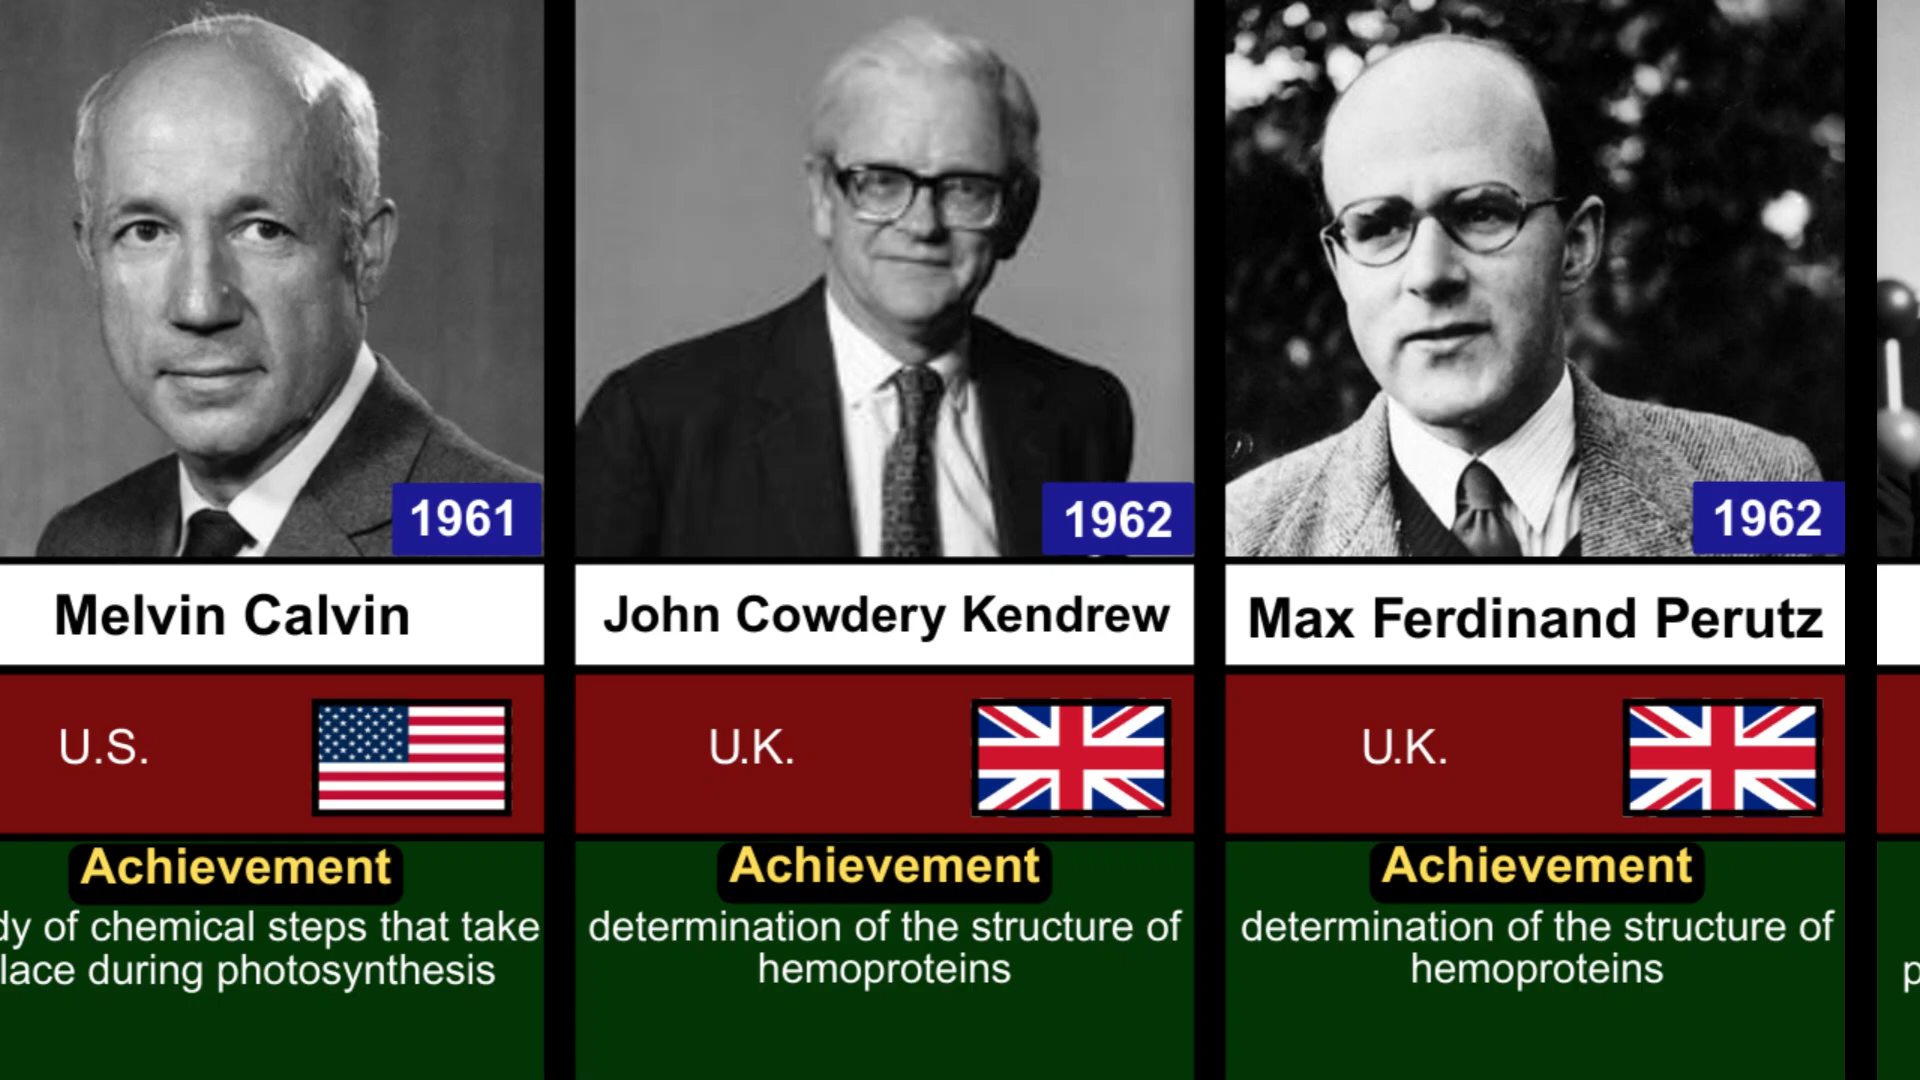 1961
Melvin Calvin
U.S.
Achievement
of chemical steps that take
during photosynthesis
1962
John Cowdery Kendrew
U.K.
Achievement
determination of the structure of
hemoproteins
1962
Max Ferdinand Perutz
U.K.
Achievement
determination of the structure of
hemoproteins